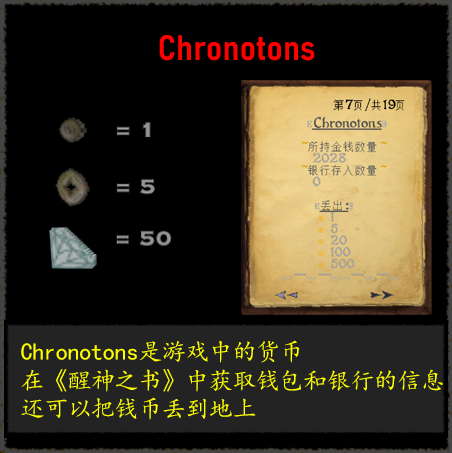 Chronotons
= 1
= 5
= 50
第7页/共19页
Chronotons
~所持金钱数量~
2028
~银行存入数量~
0
丢出:
1
5
20
100
500
Chronotons是游戏中的货币
在《醒神之书》中获取钱包和银行的信息
还可以把钱币丢到地上